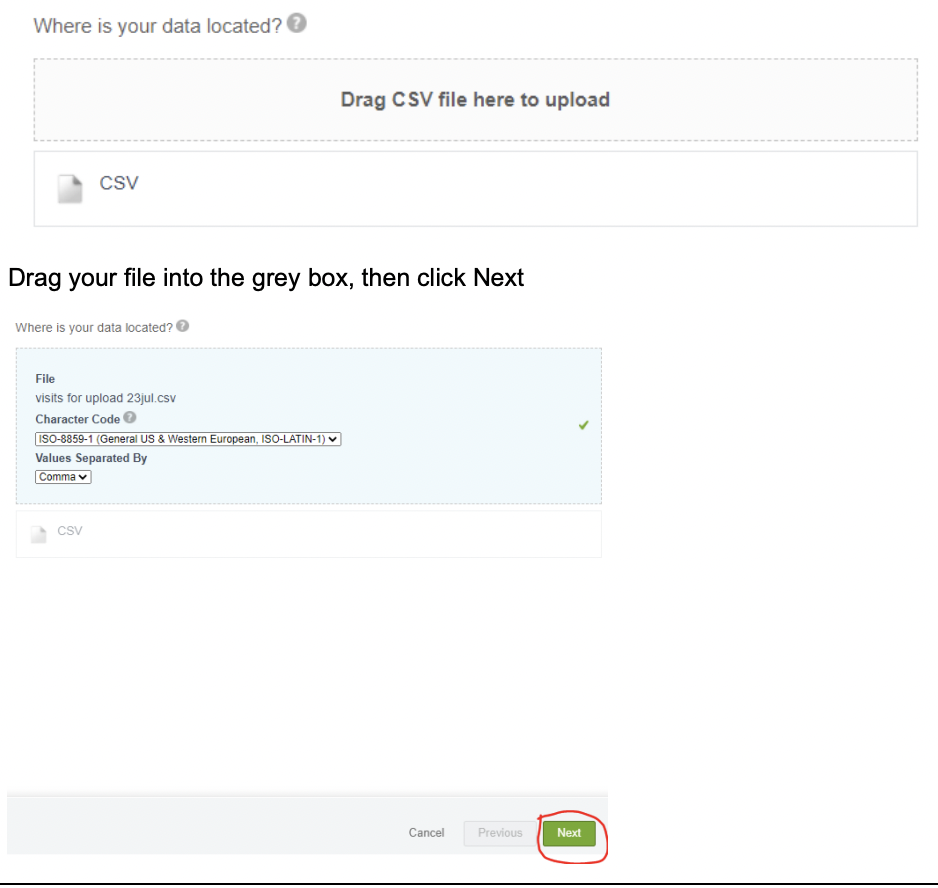 Where is your data located? ?
Drag CSV file here to upload
CSV
Drag your file into the grey box, then click Next
Where is your data located? ?
File
visits for upload 23jul.csv
Character Code ?
ISO-8859-1 (General US & Western European, ISO-LATIN-1)
Values Separated By
Comma
CSV
Cancel Previous Next